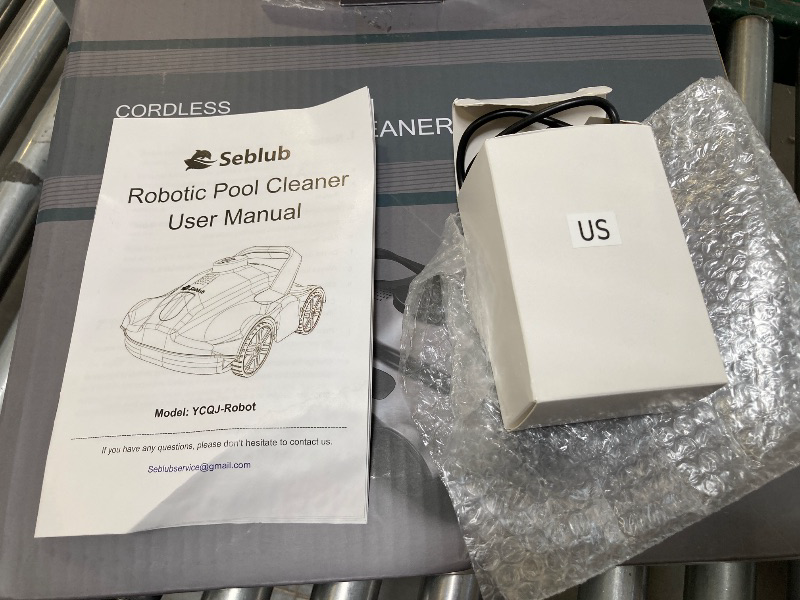 CORDLESS
EANER
Seblub
Robotic Pool Cleaner
User Manual
Model: YCQJ-Robot
If you have any questions, please don't hesitate to contact us.
Seblubservice@gmail.com
US